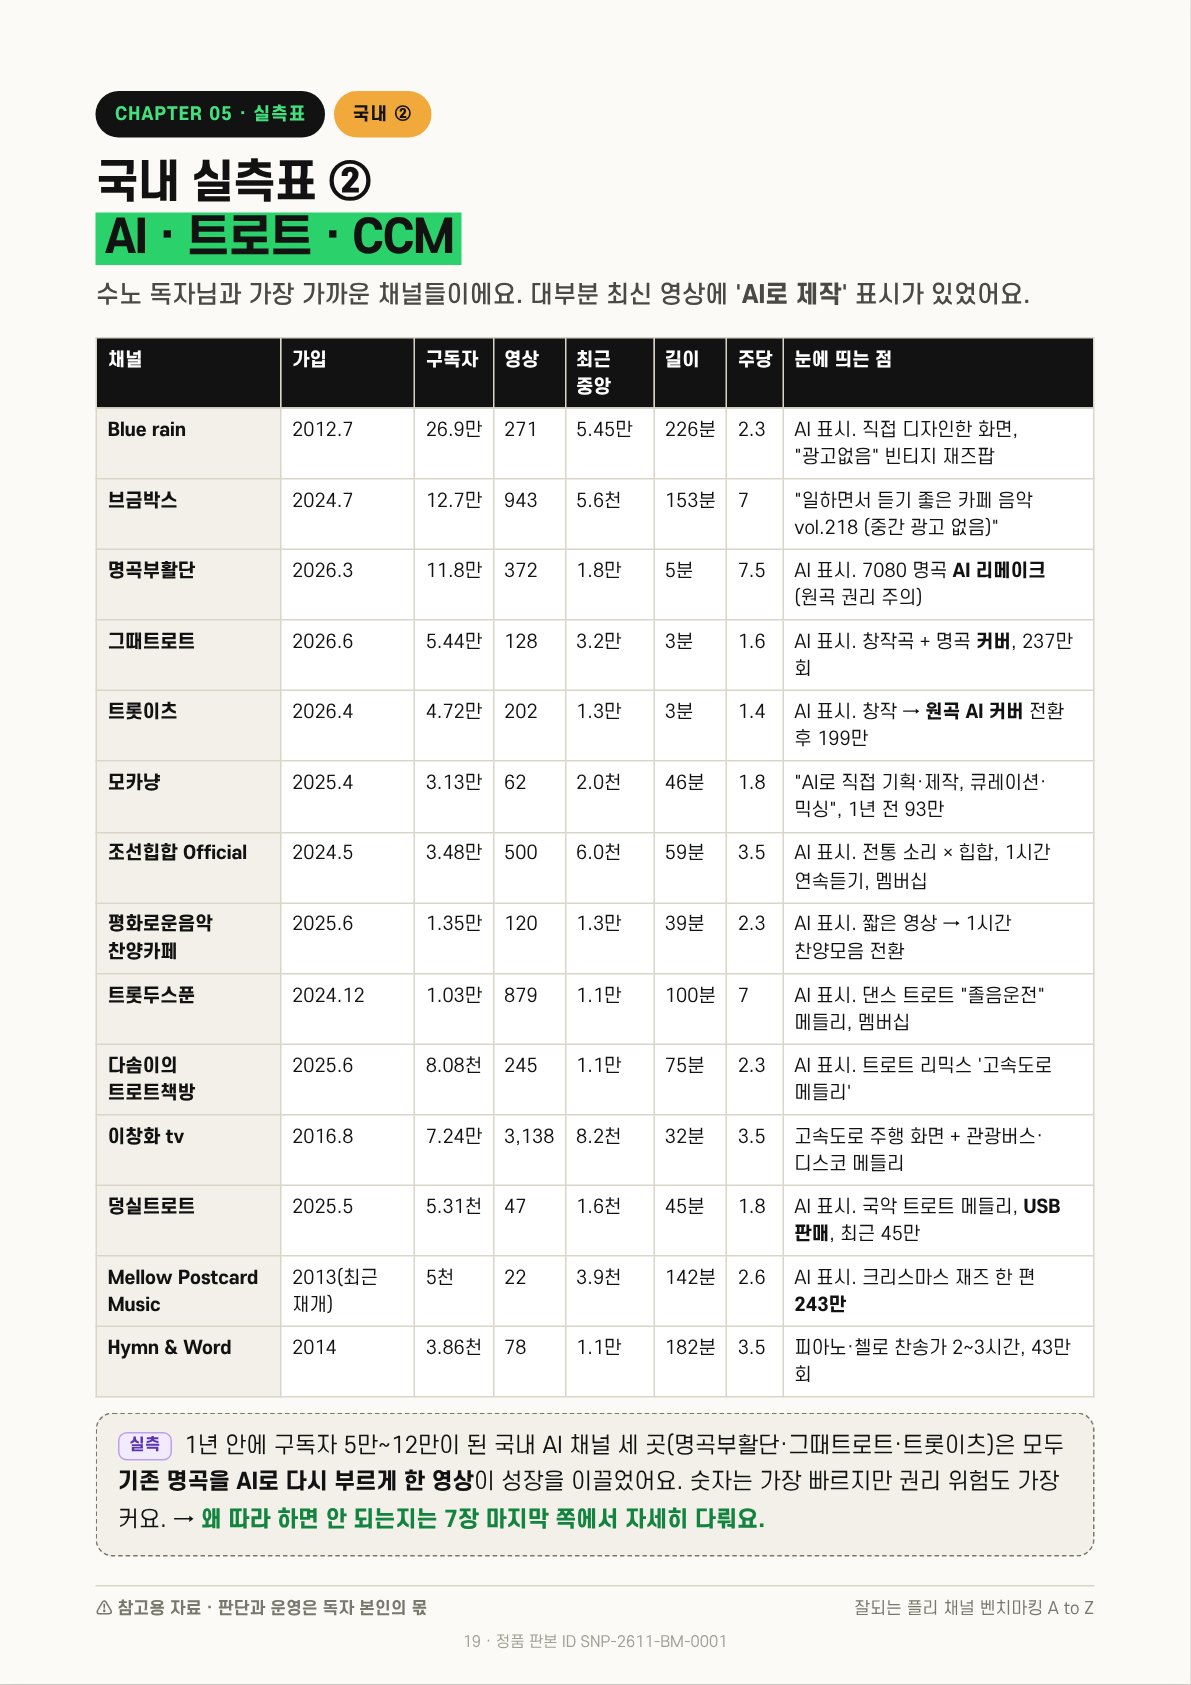 CHAPTER 05 · 실측표
국내 ②
국내 실측표 ②
AI · 트로트 · CCM
수노 독자님과 가장 가까운 채널들이에요. 대부분 최신 영상에 'AI로 제작' 표시가 있었어요.
채널 가입 구독자 영상 최근 중앙 길이 주당 눈에 띄는 점
Blue rain 2012.7 26.9만 271 5.45만 226분 2.3 AI 표시. 직접 디자인한 화면,
"광고없음" 빈티지 재즈팝
브금박스 2024.7 12.7만 943 5.6천 153분 7 "일하면서 듣기 좋은 카페 음악
vol.218 (중간 광고 없음)"
명곡부활단 2026.3 11.8만 372 1.8만 5분 7.5 AI 표시. 7080 명곡 AI 리메이크
(원곡 권리 주의)
그때트로트 2026.6 5.44만 128 3.2만 3분 1.6 AI 표시. 창작곡 + 명곡 커버, 237만
회
트롯이츠 2026.4 4.72만 202 1.3만 3분 1.4 AI 표시. 창작 → 원곡 AI 커버 전환
후 199만
모카냥 2025.4 3.13만 62 2.0천 46분 1.8 "AI로 직접 기획·제작, 큐레이션·
믹싱", 1년 전 93만
조선힙합 Official 2024.5 3.48만 500 6.0천 59분 3.5 AI 표시. 전통 소리 × 힙합, 1시간
연속듣기, 멤버십
평화로운음악 2025.6 1.35만 120 1.3만 39분 2.3 AI 표시. 짧은 영상 → 1시간
찬양카페 찬양모음 전환
트롯두스푼 2024.12 1.03만 879 1.1만 100분 7 AI 표시. 댄스 트로트 "졸음운전"
메들리, 멤버십
다솜이의 2025.6 8.08천 245 1.1만 75분 2.3 AI 표시. 트로트 리믹스 '고속도로
트로트책방 메들리'
이창화 tv 2016.8 7.24만 3,138 8.2천 32분 3.5 고속도로 주행 화면 + 관광버스·
디스코 메들리
덩실트로트 2025.5 5.31천 47 1.6천 45분 1.8 AI 표시. 국악 트로트 메들리, USB
판매, 최근 45만
Mellow Postcard 2013(최근 5천 22 3.9천 142분 2.6 AI 표시. 크리스마스 재즈 한 편
Music 재개) 243만
Hymn & Word 2014 3.86천 78 1.1만 182분 3.5 피아노·첼로 찬송가 2~3시간, 43만
회
실측 1년 안에 구독자 5만~12만이 된 국내 AI 채널 세 곳(명곡부활단·그때트로트·트롯이츠)은 모두
기존 명곡을 AI로 다시 부르게 한 영상이 성장을 이끌었어요. 숫자는 가장 빠르지만 권리 위험도 가장
커요. → 왜 따라 하면 안 되는지는 7장 마지막 쪽에서 자세히 다뤄요.
⚠ 참고용 자료 · 판단과 운영은 독자 본인의 몫
잘되는 플리 채널 벤치마킹 A to Z
19 · 정품 판본 ID SNP-2611-BM-0001